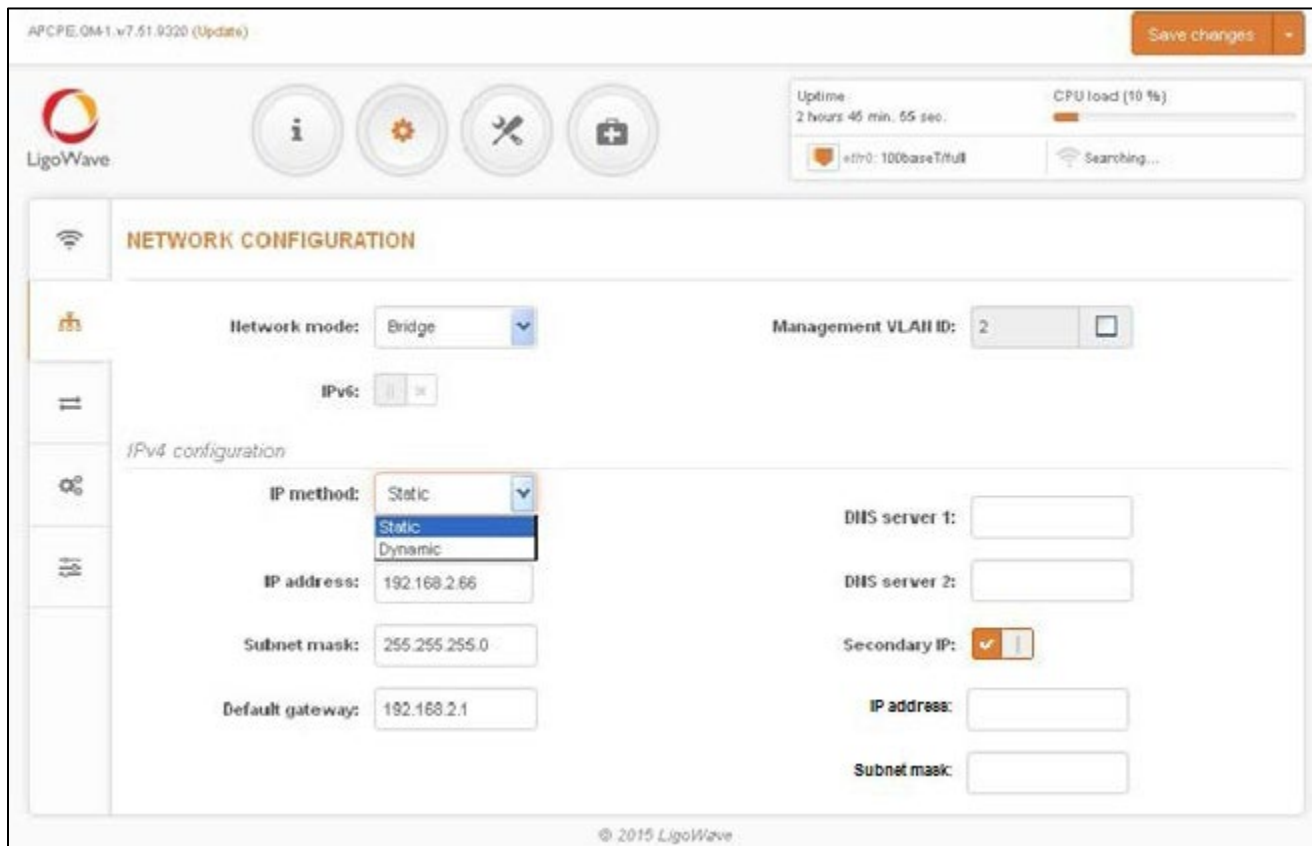 APCPE.QM-1.v7.51.9320 (Update)
Save changes
LigoWave
i
Uptime
2 hours 46 min. 55 sec.
CPU load (10 %)
eth0: 100baseT/full
Searching...
NETWORK CONFIGURATION
Network mode: Bridge
Management VLAN ID: 2
IPv6:
IPv4 configuration
IP method: Static
Static
Dynamic
DNS server 1:
IP address: 192.168.2.66
DNS server 2:
Subnet mask: 255.255.255.0
Secondary IP:
Default gateway: 192.168.2.1
IP address:
Subnet mask:
© 2015 LigoWave